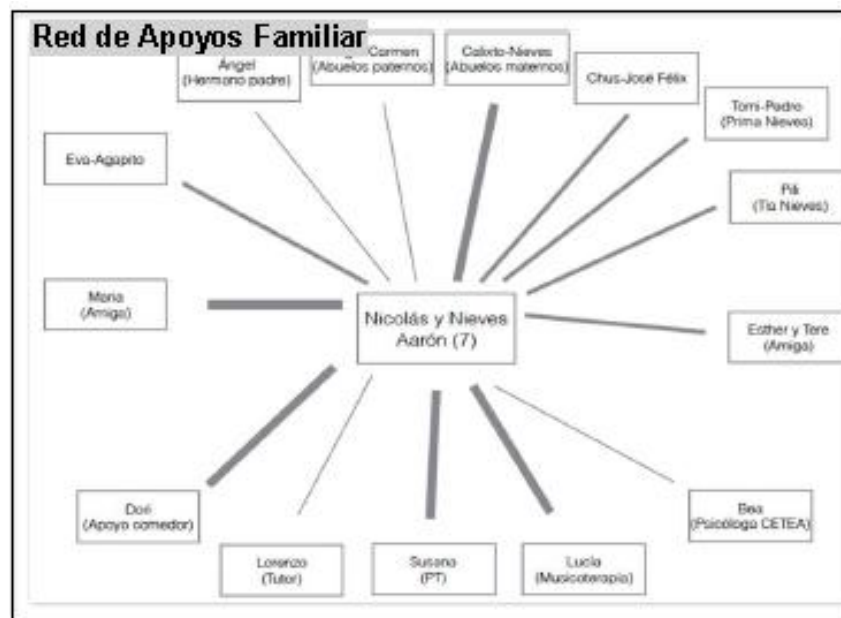 Red de Apoyos Familiar
Ángel
(Hermano padre)
Carmen
(Abuelos paternos)
Calixto-Nieves
(Abuelos maternos)
Chus-José Félix
Tomi-Pedro
(Prima Nieves)
Eva-Agapito
Pili
(Tía Nieves)
María
(Amiga)
Nicolás y Nieves
Aarón (7)
Esther y Tere
(Amiga)
Dori
(Apoyo comedor)
Bea
(Psicóloga CETEA)
Lorenzo
(Tutor)
Susana
(PT)
Lucía
(Musicoterapia)